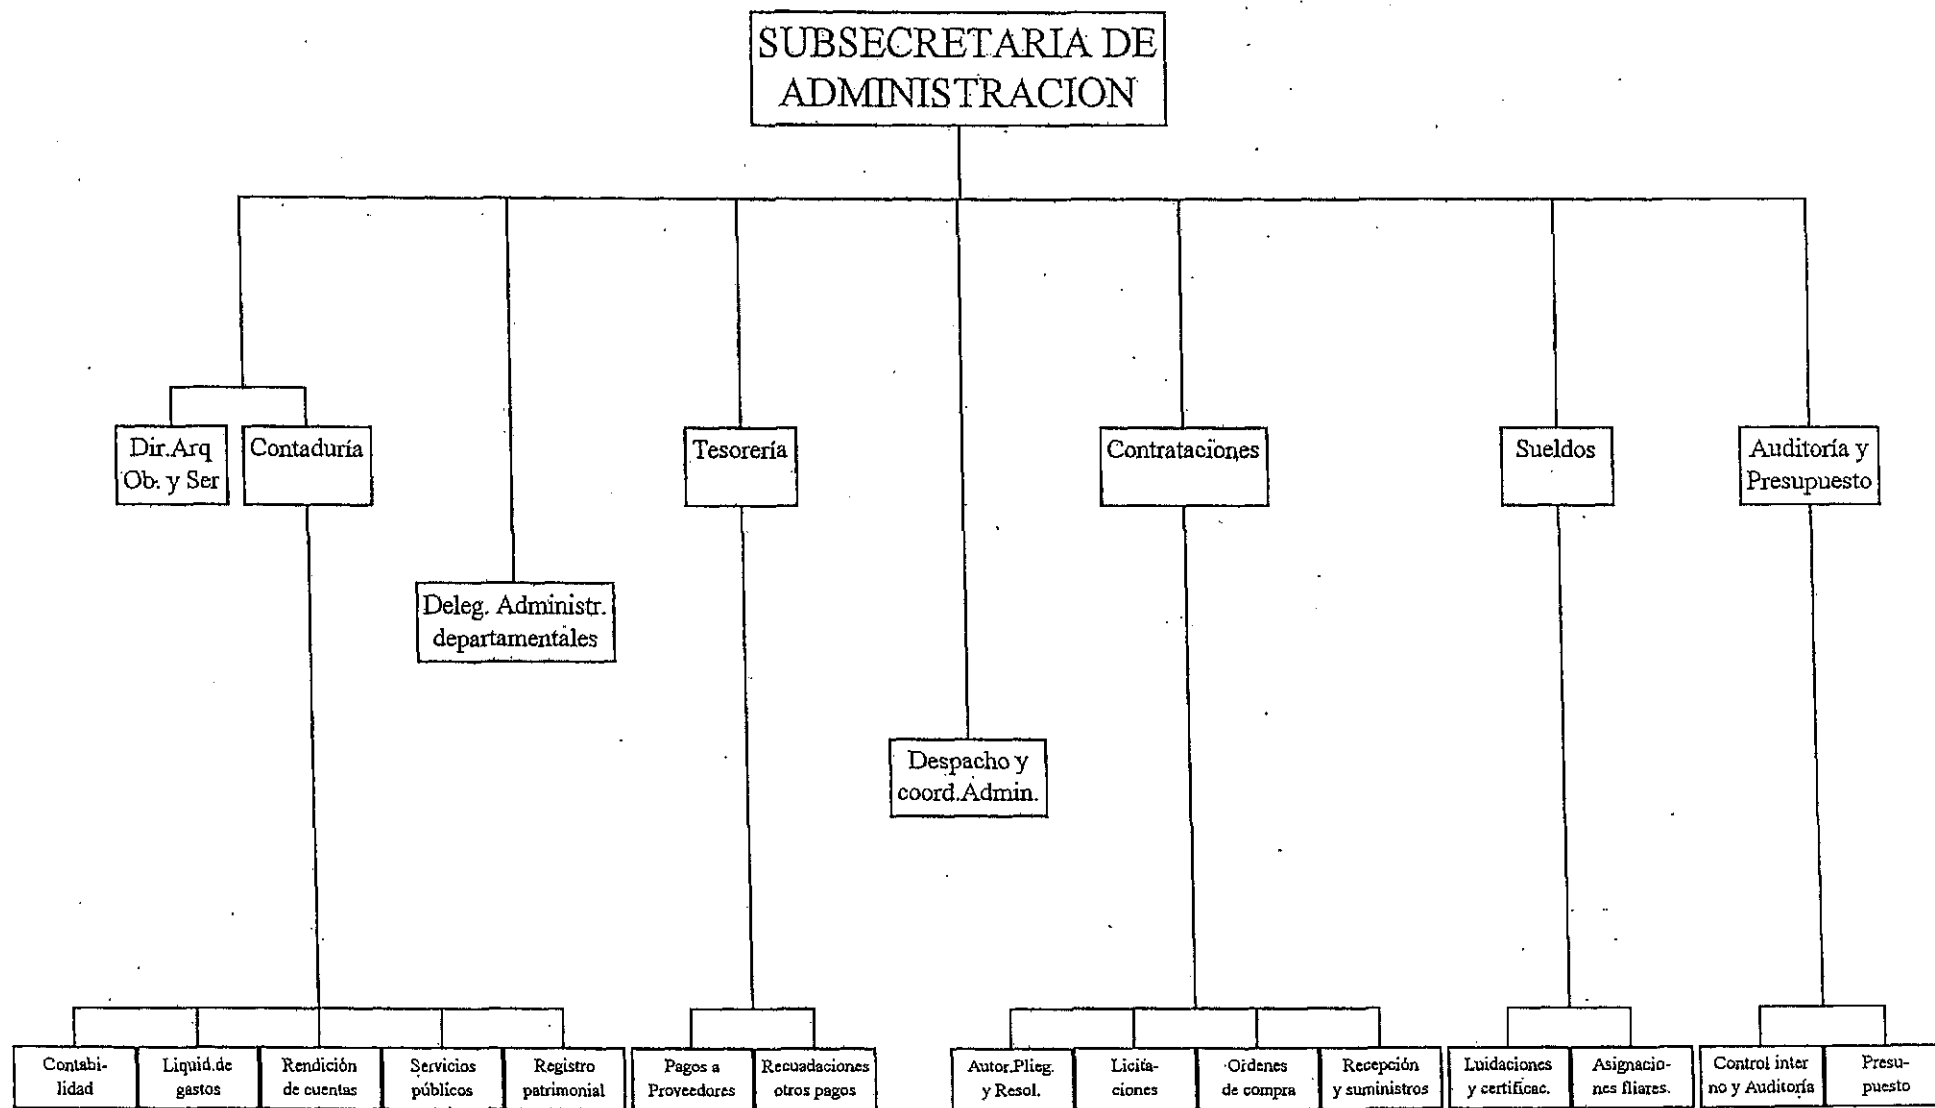 SUBSECRETARIA DE
ADMINISTRACION
Dir.Arq
Ob. y Ser
Contaduría
Tesorería
Contrataciones
Sueldos
Auditoría y
Presupuesto
Deleg. Administr.
departamentales
Despacho y
coord.Admin.
Contabi-
lidad
Liquid.de
gastos
Rendición
de cuentas
Servicios
públicos
Registro
patrimonial
Pagos a
Proveedores
Recuadaciones
otros pagos
Autor.Plieg.
y Resol.
Licita-
ciones
Ordenes
de compra
Recepción
y suministros
Luidaciones
y certificac.
Asignacio-
nes fliares.
Control inter
no y Auditoría
Presu-
puesto